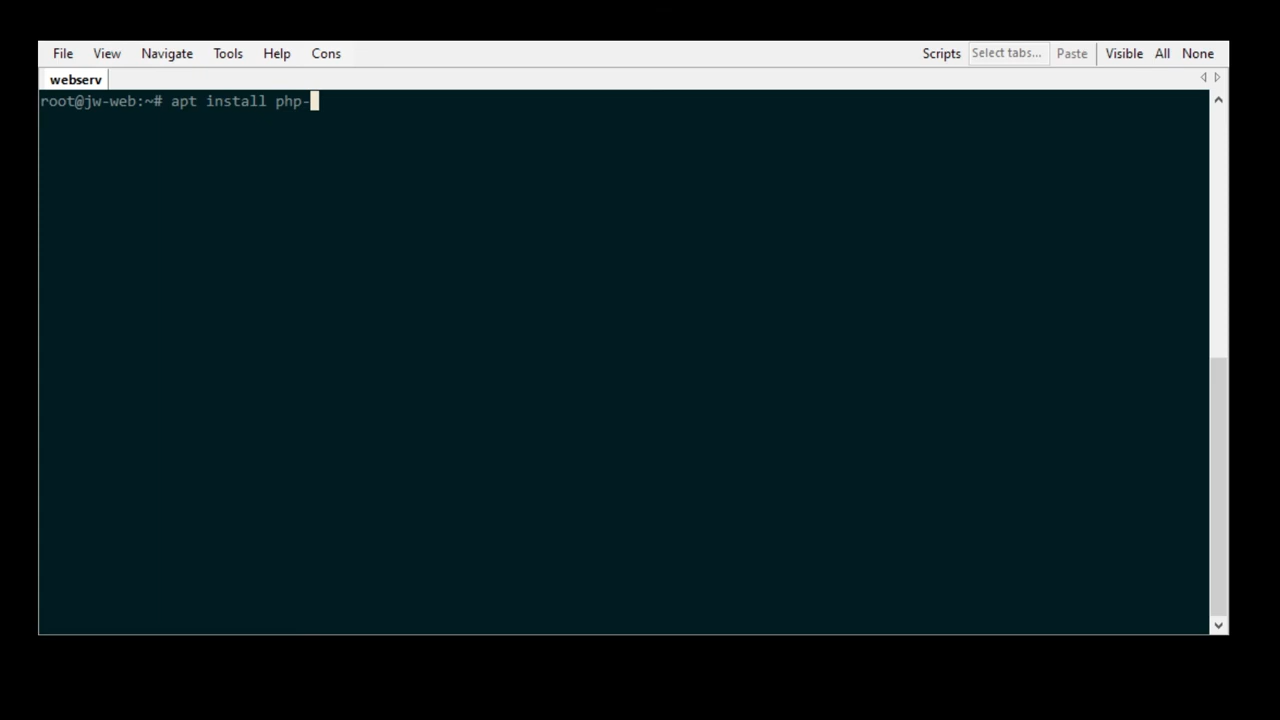 File View Navigate Tools Help Cons Scripts Select tabs... Paste Visible All None
webserv
root@jw-web:~# apt install php-